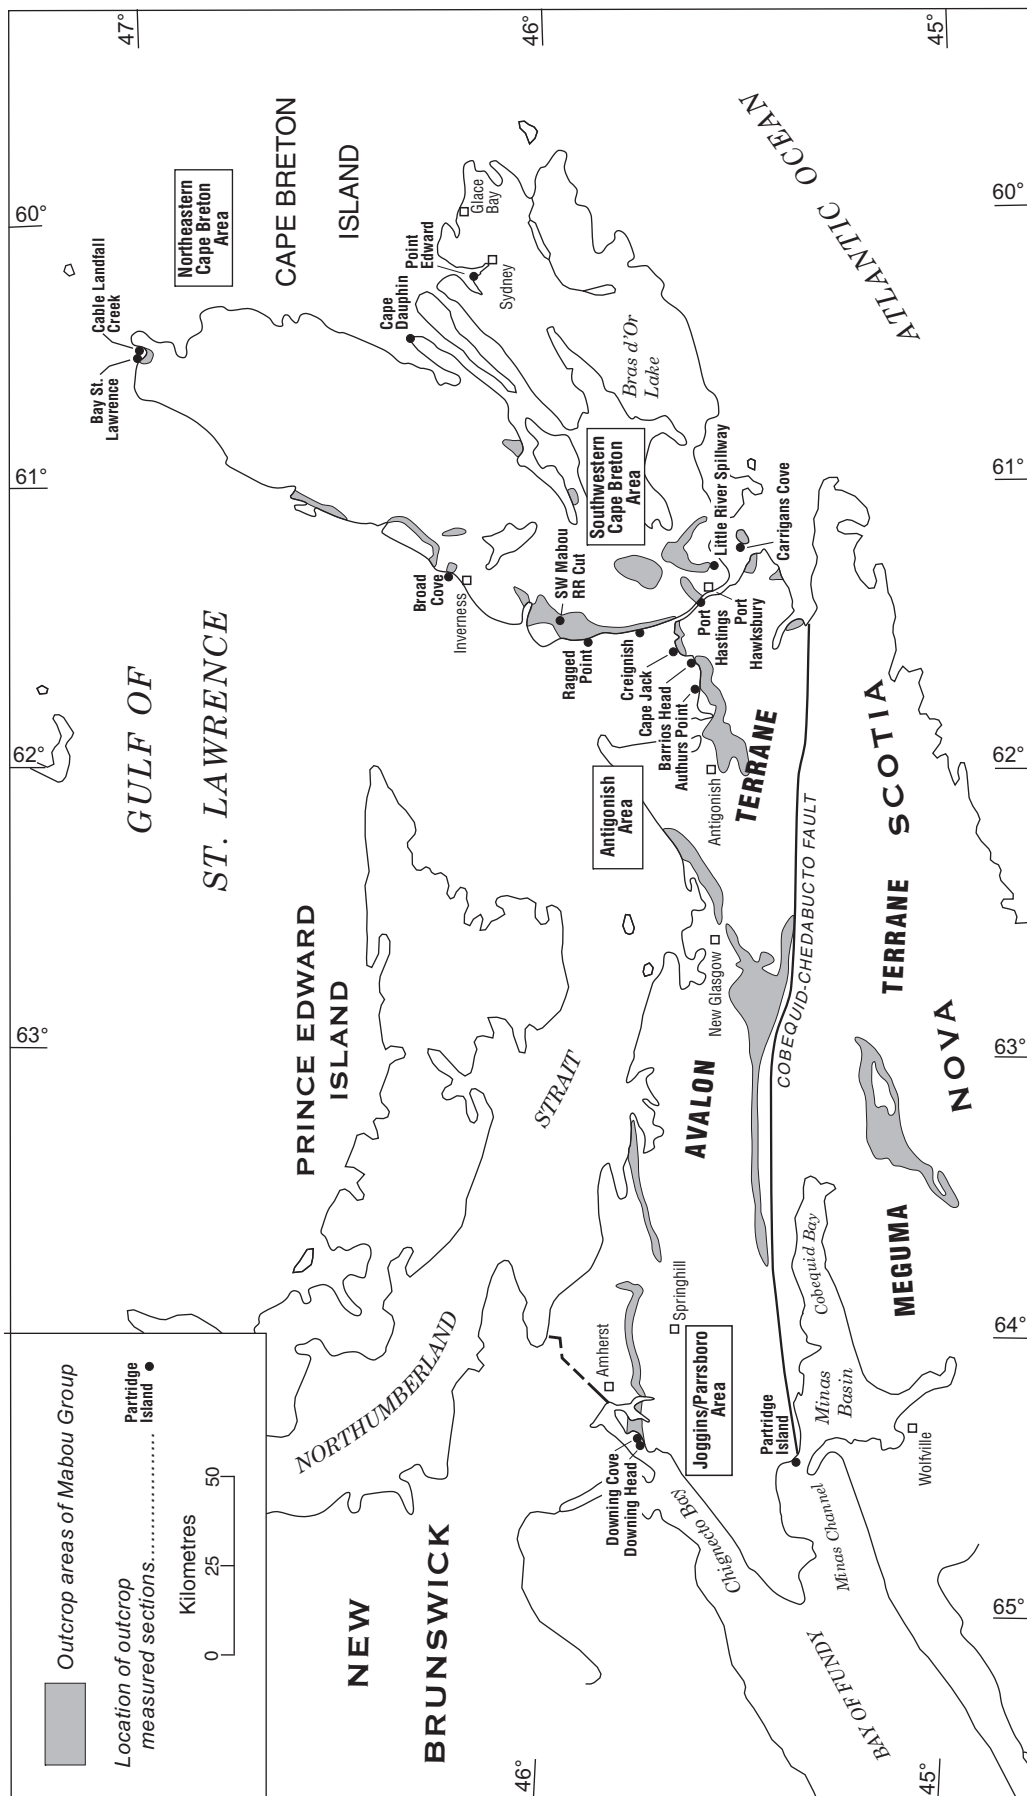 Outcrop areas of Mabou Group
Location of outcrop
measured sections....................
Partridge
Island
Kilometres
0 25 50
47°
46°
45°
60°
61°
62°
63°
64°
65°
60°
61°
62°
63°
64°
65°
46°
45°
GULF OF
ST. LAWRENCE
PRINCE EDWARD
ISLAND
NEW
BRUNSWICK
NORTHUMBERLAND
STRAIT
CAPE BRETON
ISLAND
Northeastern
Cape Breton
Area
Cable Landfall
Creek
Bay St.
Lawrence
Cape
Dauphin
Point
Edward
Glace
Bay
Sydney
Bras d'Or
Lake
ATLANTIC OCEAN
Southwestern
Cape Breton
Area
Broad
Cove
Inverness
SW Mabou
RR Cut
Ragged
Point
Creignish
Cape Jack
Barrios Head
Authurs Point
Port
Hastings
Port
Hawksbury
Little River Spillway
Carrigans Cove
Antigonish
Area
Antigonish
New Glasgow
AVALON
TERRANE
COBEQUID-CHEDABUCTO FAULT
MEGUMA
TERRANE
NOVA
SCOTIA
Amherst
Springhill
Downing Cove
Downing Head
Joggins/Parrsboro
Area
Partridge
Island
Chignecto Bay
Minas Channel
Minas
Basin
Cobequid Bay
Wolfville
BAY OF FUNDY